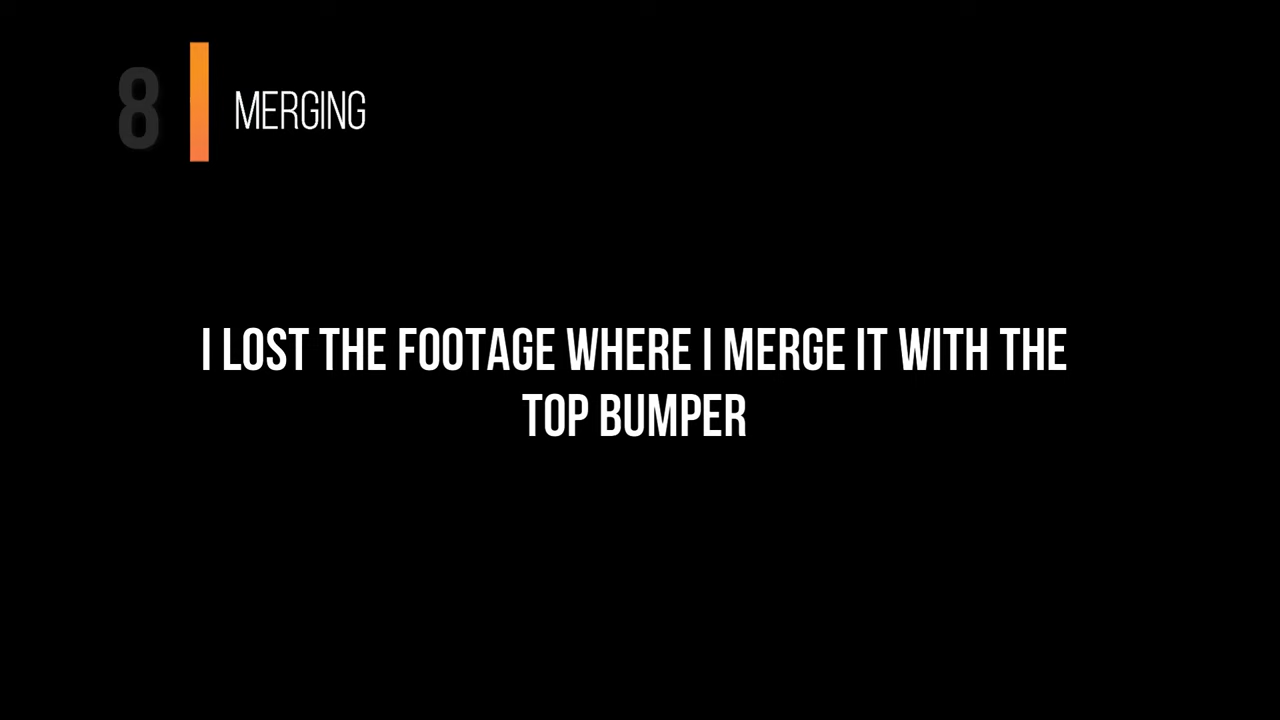 8
MERGING
I LOST THE FOOTAGE WHERE I MERGE IT WITH THE
TOP BUMPER